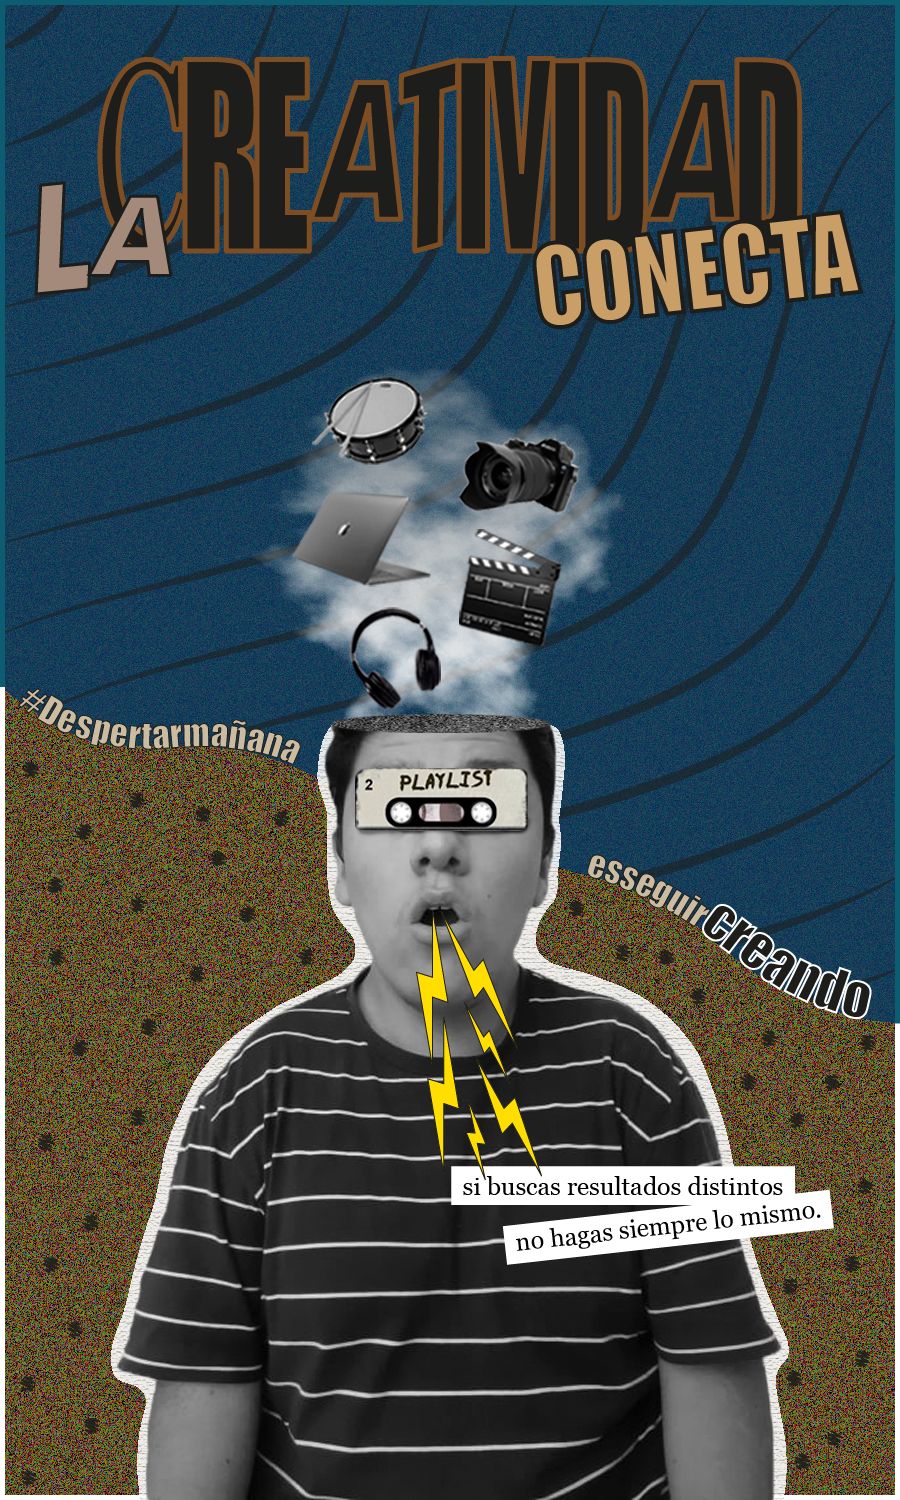 LA CREATIVIDAD
CONECTA
#Despertarmañana
2 PLAYLIST
esseguircreando
si buscas resultados distintos
no hagas siempre lo mismo.